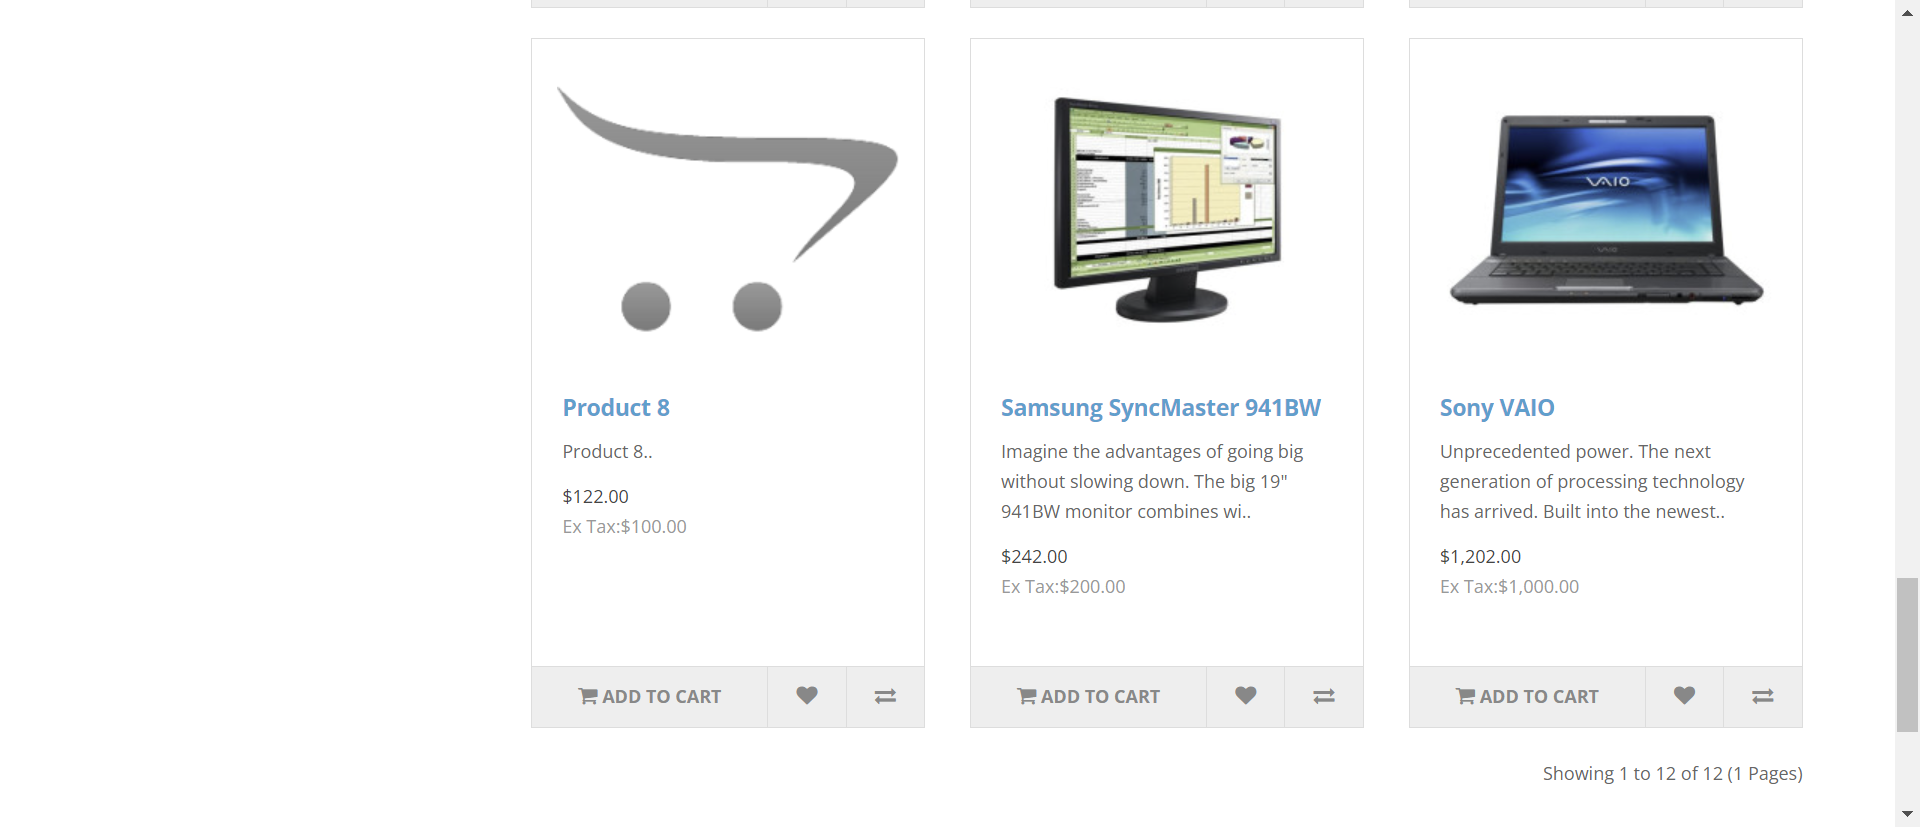 VAIO
VAIO
Product 8
Product 8..
$122.00
Ex Tax:$100.00
ADD TO CART
Samsung SyncMaster 941BW
Imagine the advantages of going big
without slowing down. The big 19"
941BW monitor combines wi..
$242.00
Ex Tax:$200.00
ADD TO CART
Sony VAIO
Unprecedented power. The next
generation of processing technology
has arrived. Built into the newest..
$1,202.00
Ex Tax:$1,000.00
ADD TO CART
Showing 1 to 12 of 12 (1 Pages)